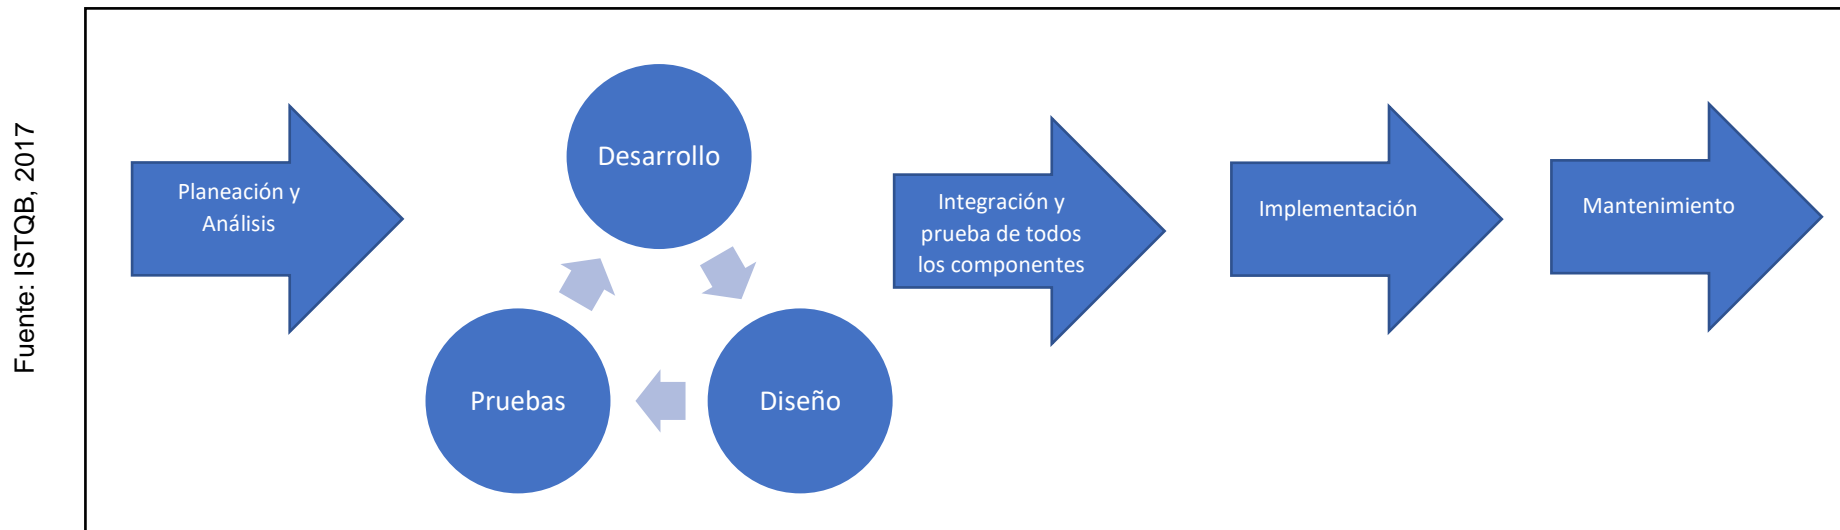 Fuente: ISTQB, 2017
Planeación y
Análisis
Desarrollo
Diseño
Pruebas
Integración y
prueba de todos
los componentes
Implementación
Mantenimiento